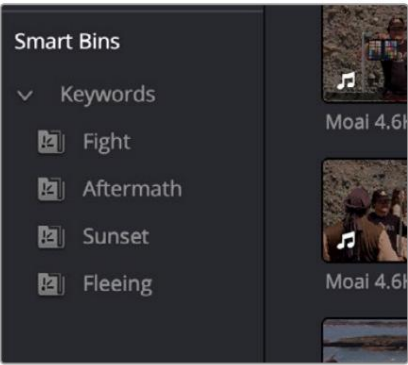 Smart Bins
Keywords
Fight
Aftermath
Sunset
Fleeing
Moai 4.6
Moai 4.6